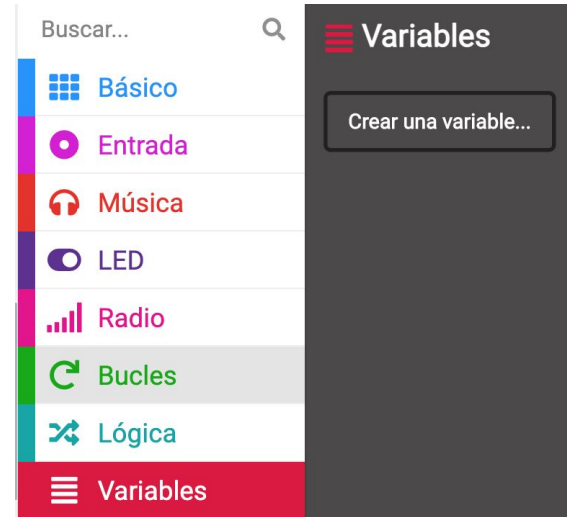 Buscar...
Básico
Entrada
Música
LED
Radio
Bucles
Lógica
Variables
Variables
Crear una variable...